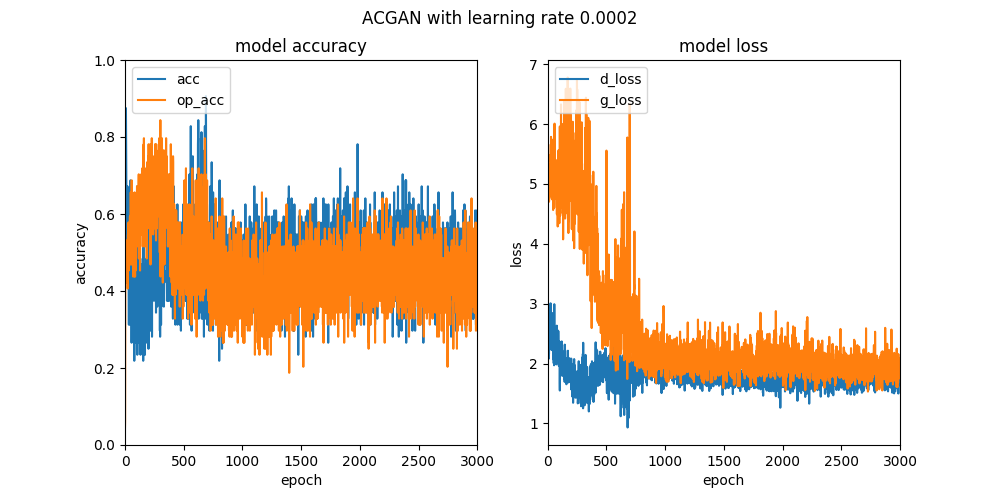 ACGAN with learning rate 0.0002
model accuracy
1.0
0.8
0.6
0.4
0.2
0.0
accuracy
acc
op_acc
0 500 1000 1500 2000 2500 3000
epoch
model loss
7
6
5
4
3
2
1
loss
d_loss
g_loss
0 500 1000 1500 2000 2500 3000
epoch